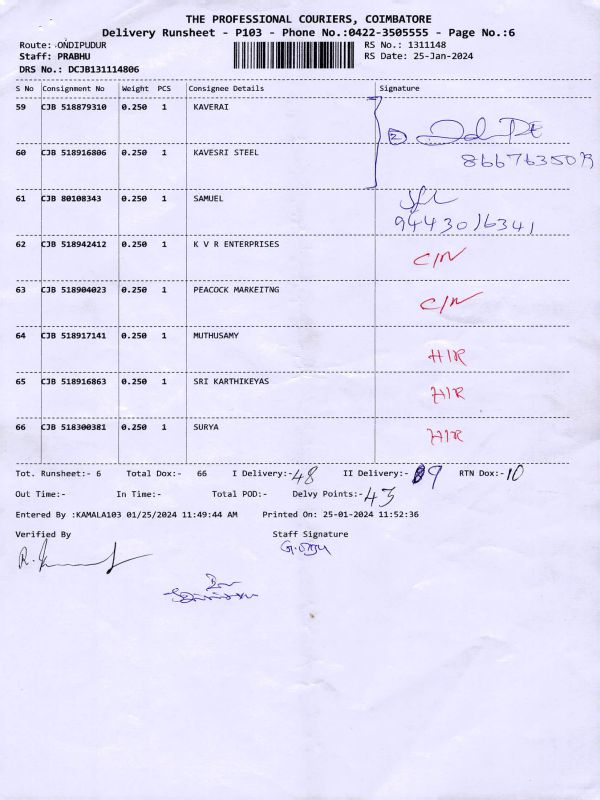 THE PROFESSIONAL COURIERS, COIMBATORE
Delivery Runsheet - P103 - Phone No.:0422-3505555 - Page No.:6
Route: ONDIPUDUR RS No.: 1311148
Staff: PRABHU RS Date: 25-Jan-2024
DRS No.: DCJB131114806
S No Consignment No Weight PCS Consignee Details Signature
59 CJB 518879310 0.250 1 KAVERAI
2
60 CJB 518916806 0.250 1 KAVESRI STEEL
61 CJB 80108343 0.250 1 SAMUEL
9443016341
62 CJB 518942412 0.250 1 K V R ENTERPRISES C/N
63 CJB 518904023 0.250 1 PEACOCK MARKEITNG C/N
64 CJB 518917141 0.250 1 MUTHUSAMY H/R
65 CJB 518916863 0.250 1 SRI KARTHIKEYAS H/R
66 CJB 518300381 0.250 1 SURYA H/R
Tot. Runsheet:- 6 Total Dox:- 66 I Delivery:- 48 II Delivery:- 9 RTN Dox:- 10
Out Time:- In Time:- Total POD:- Delvy Points:- 43
Entered By :KAMALA103 01/25/2024 11:49:44 AM Printed On: 25-01-2024 11:52:36
Verified By Staff Signature